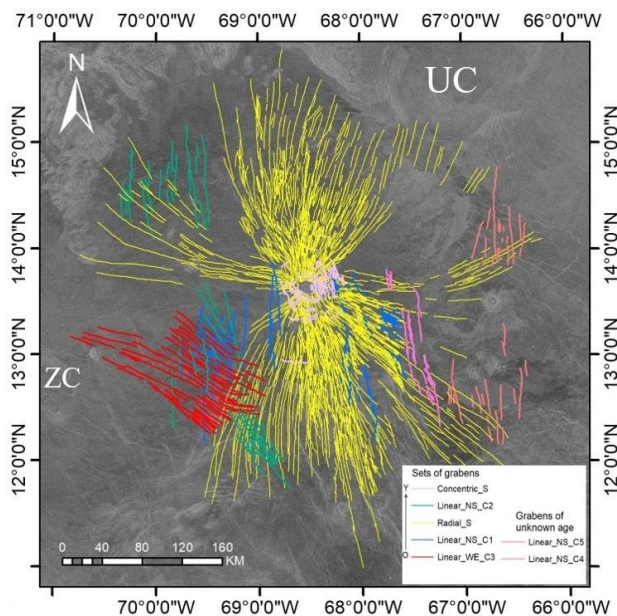 71°0'0"W 70°0'0"W 69°0'0"W 68°0'0"W 67°0'0"W 66°0'0"W
N
UC
15°0'0"N 15°0'0"N
14°0'0"N 14°0'0"N
13°0'0"N 13°0'0"N
ZC
12°0'0"N 12°0'0"N
Sets of grabens
Y
Concentric_S
Linear_NS_C2
Radial_S
Linear_NS_C1
O
Linear_WE_C3
Grabens
of unknown
age
Linear_NS_C5
Linear_NS_C4
0 20 40 80 120 160
KM
70°0'0"W 69°0'0"W 68°0'0"W 67°0'0"W